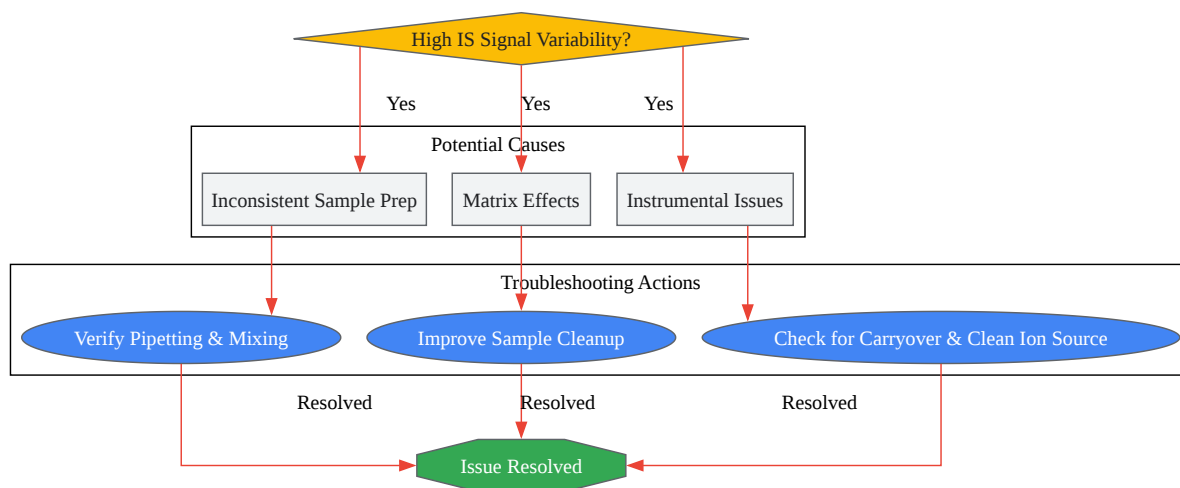 High IS Signal Variability?
Yes
Yes
Yes
Potential Causes
Inconsistent Sample Prep
Matrix Effects
Instrumental Issues
Troubleshooting Actions
Verify Pipetting & Mixing
Improve Sample Cleanup
Check for Carryover & Clean Ion Source
Resolved
Resolved
Resolved
Issue Resolved